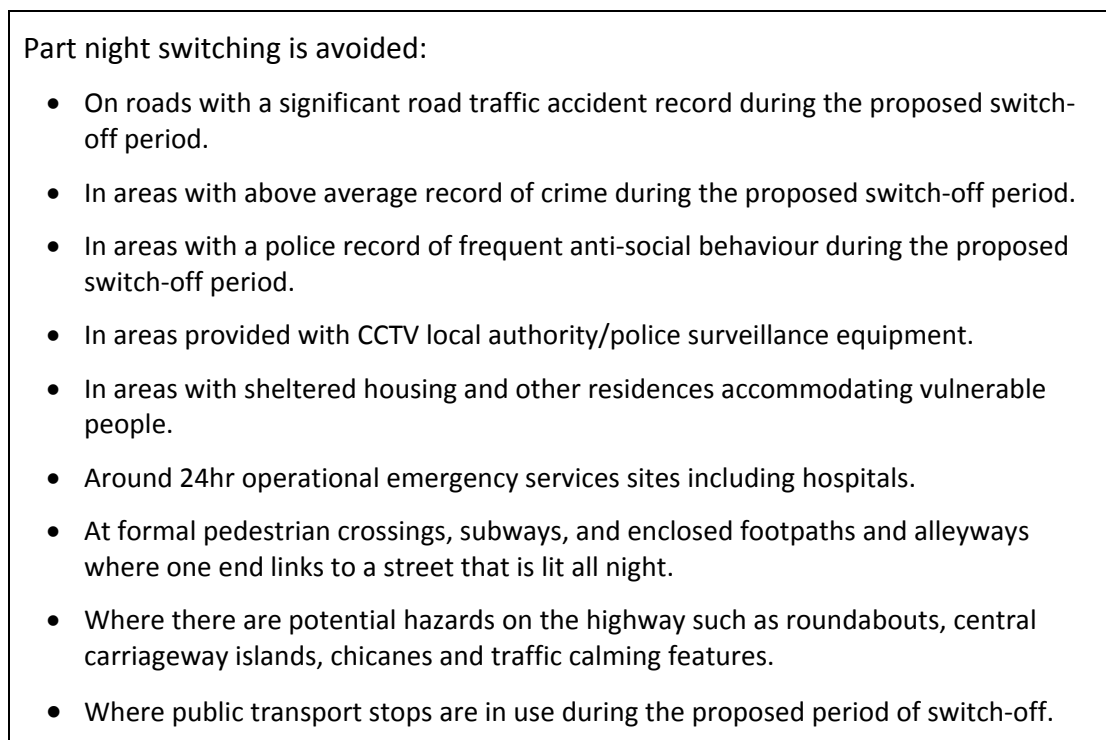 Part night switching is avoided:
• On roads with a significant road traffic accident record during the proposed switch-
off period.
• In areas with above average record of crime during the proposed switch-off period.
• In areas with a police record of frequent anti-social behaviour during the proposed
switch-off period.
• In areas provided with CCTV local authority/police surveillance equipment.
• In areas with sheltered housing and other residences accommodating vulnerable
people.
• Around 24hr operational emergency services sites including hospitals.
• At formal pedestrian crossings, subways, and enclosed footpaths and alleyways
where one end links to a street that is lit all night.
• Where there are potential hazards on the highway such as roundabouts, central
carriageway islands, chicanes and traffic calming features.
• Where public transport stops are in use during the proposed period of switch-off.